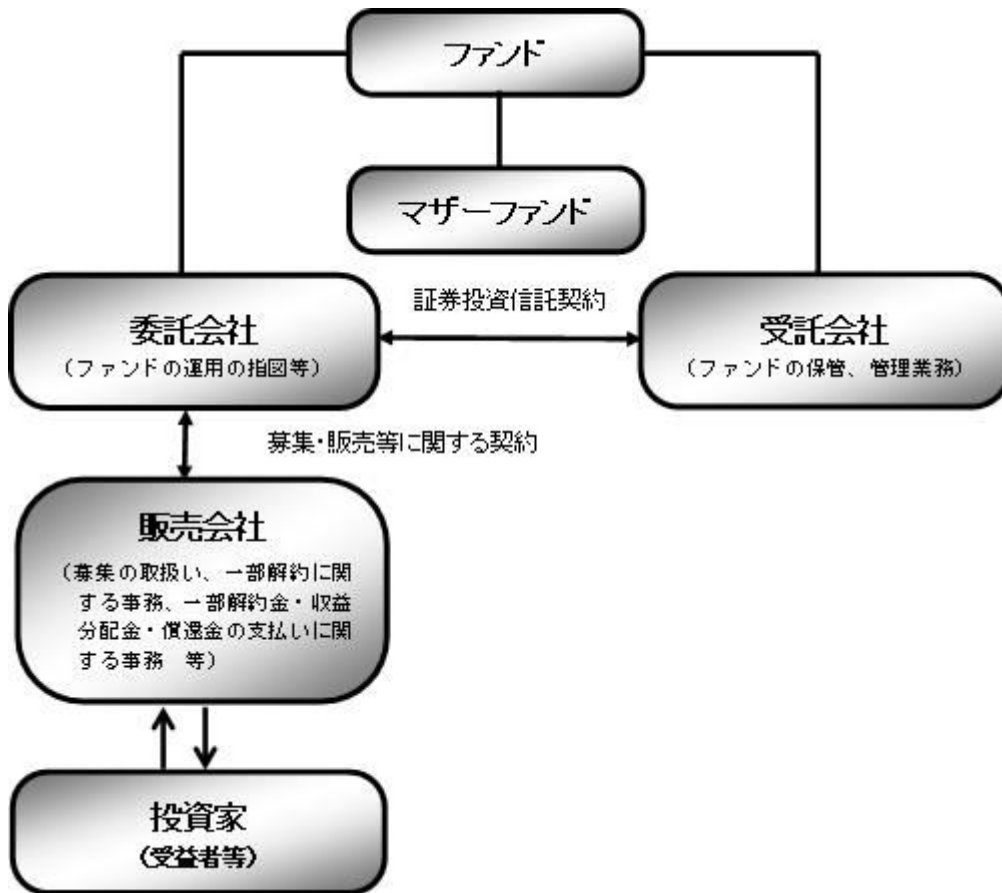 ファンド
マザーファンド
証券投資信託契約
委託会社
（ファンドの運用の指図等）
受託会社
（ファンドの保管、管理業務）
募集・販売等に関する契約
販売会社
（募集の取扱い、一部解約に関
する事務、一部解約金・収益
分配金・償還金の支払いに関
する事務　等）
投資家
（受益者等）